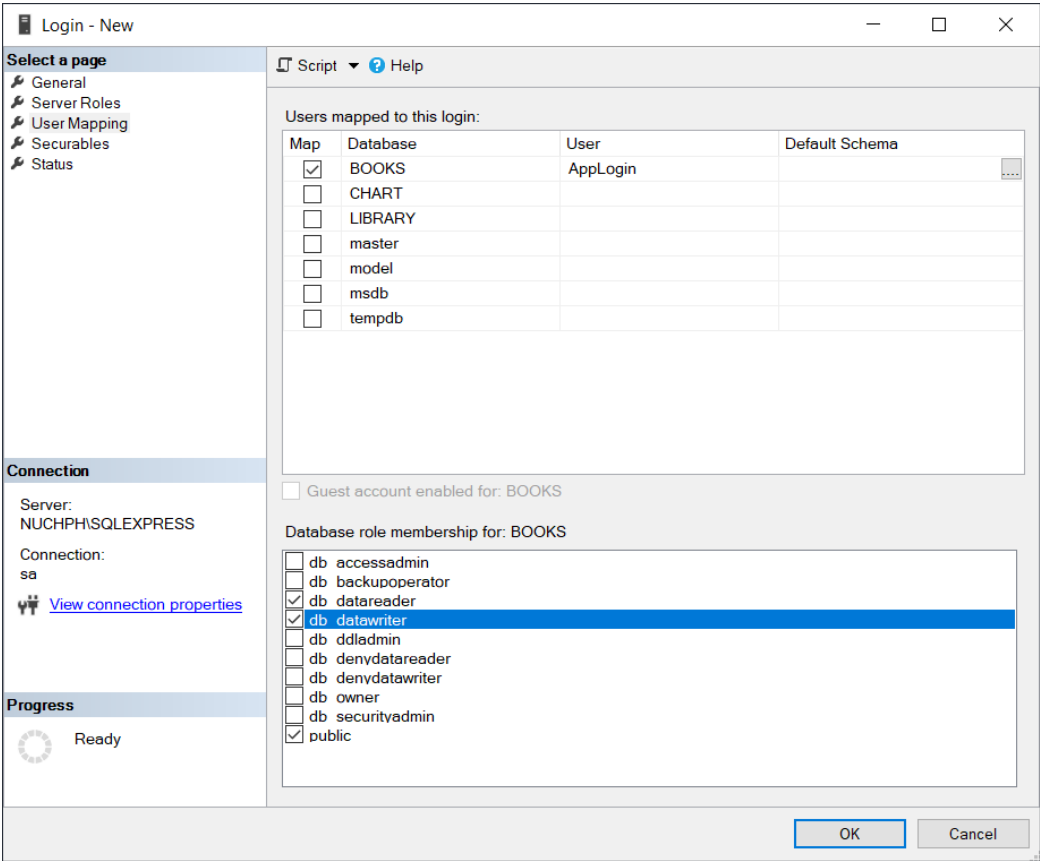 Login - New
Select a page
General
Server Roles
User Mapping
Securables
Status
Script Help
Users mapped to this login:
Map Database User Default Schema
BOOKS AppLogin ....
CHART
LIBRARY
master
model
msdb
tempdb
Guest account enabled for: BOOKS
Database role membership for: BOOKS
db_accessadmin
db_backupoperator
db_datareader
db_datawriter
db_ddladmin
db_denydatareader
db_denydatawriter
db_owner
db_securityadmin
public
Connection
Server:
NUCHPH\SQLEXPRESS
Connection:
sa
View connection properties
Progress
Ready
OK Cancel